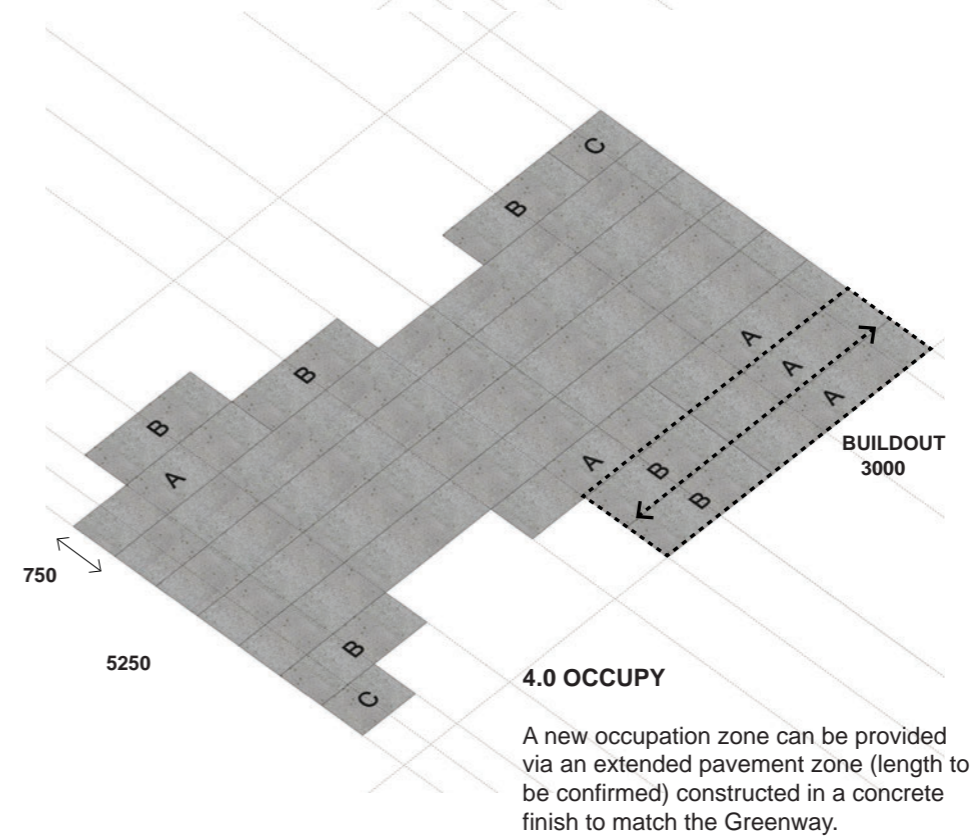 C
B
A
B
A
B
A
BUILDOUT
3000
B
A
A
B
B
750
5250
B
C
4.0 OCCUPY
A new occupation zone can be provided
via an extended pavement zone (length to
be confirmed) constructed in a concrete
finish to match the Greenway.